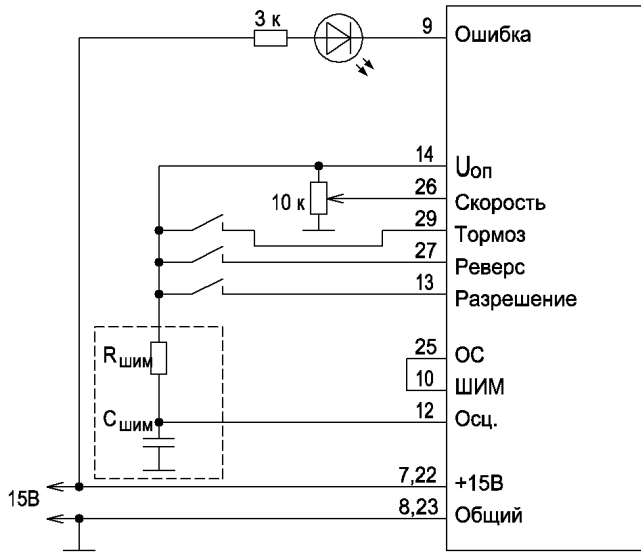 3 к
9 Ошибка
14 Uоп
26 Скорость
10 к
29 Тормоз
27 Реверс
13 Разрешение
25 ОС
Rшим
10 ШИМ
Cшим
12 Осц.
7,22 +15В
15В
8,23 Общий